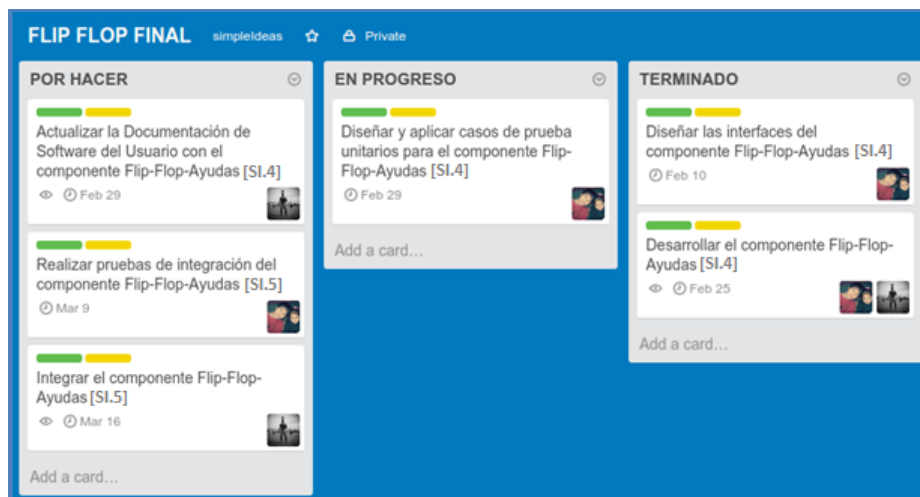 FLIP FLOP FINAL simpleIdeas Private
POR HACER
Actualizar la Documentación de
Software del Usuario con el
componente Flip-Flop-Ayudas [SI.4]
Feb 29
Realizar pruebas de integración del
componente Flip-Flop-Ayudas [SI.5]
Mar 9
Integrar el componente Flip-Flop-
Ayudas [SI.5]
Mar 16
Add a card...
EN PROGRESO
Diseñar y aplicar casos de prueba
unitarios para el componente Flip-
Flop-Ayudas [SI.4]
Feb 29
Add a card...
TERMINADO
Diseñar las interfaces del
componente Flip-Flop-Ayudas [SI.4]
Feb 10
Desarrollar el componente Flip-Flop-
Ayudas [SI.4]
Feb 25
Add a card...